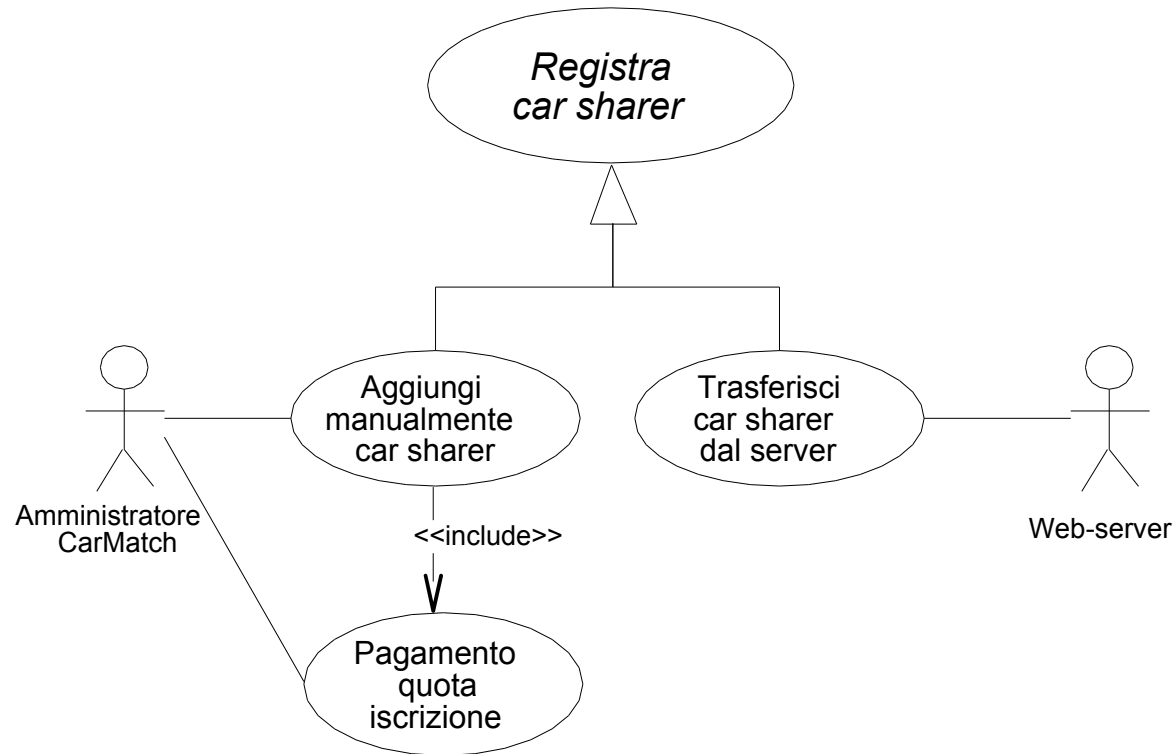 Registra
car sharer
Aggiungi
manualmente
car sharer
Trasferisci
car sharer
dal server
Amministratore
CarMatch
<<include>>
Web-server
Pagamento
quota
iscrizione